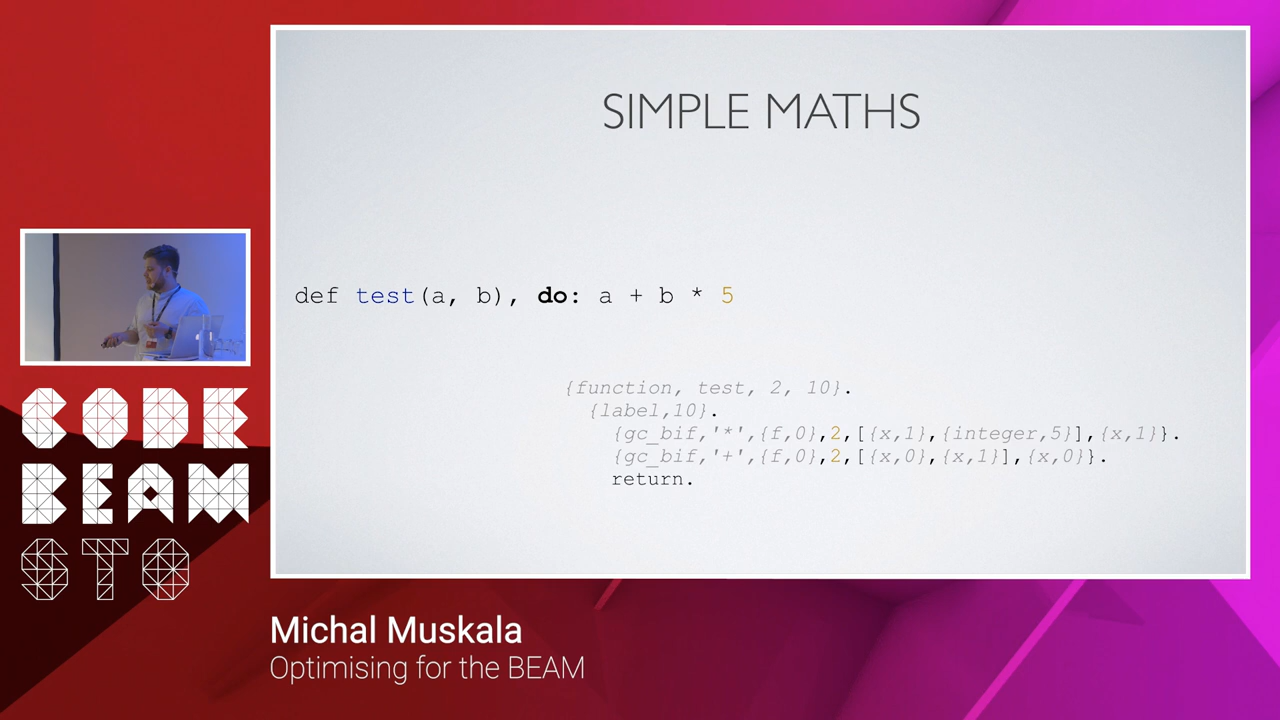 SIMPLE MATHS
def test(a, b), do: a + b * 5
{function, test, 2, 10}.
{label,10}.
{gc_bif,'*',{f,0},2,[{x,1},{integer,5}],{x,1}}.
{gc_bif,'+',{f,0},2,[{x,0},{x,1}],{x,0}}.
return.
CODE
BEAM
STO
Michal Muskala
Optimising for the BEAM